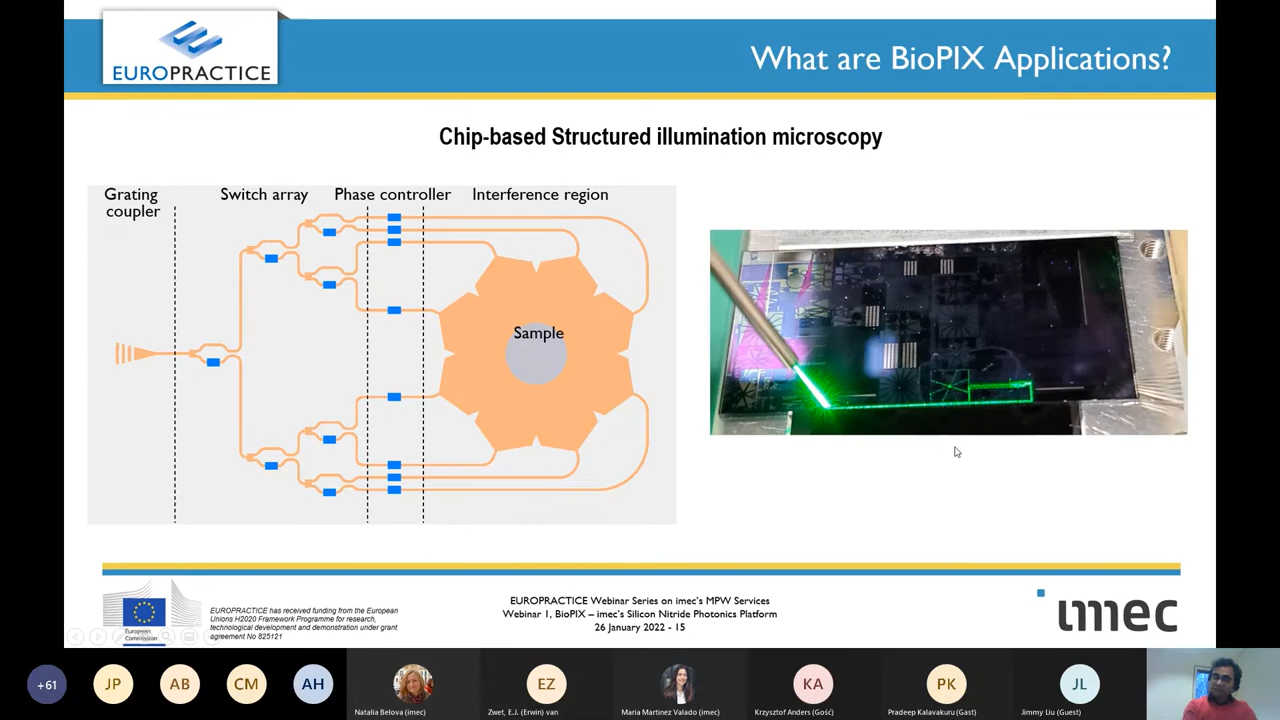 EUROPRACTICE
What are BioPIX Applications?
Chip-based Structured illumination microscopy
Grating
coupler
Switch array
Phase controller
Interference region
Sample
European
Commission
EUROPRACTICE has received funding from the European
Unions H2020 Framework Programme for research,
technological development and demonstration under grant
agreement No 825121
EUROPRACTICE Webinar Series on imec's MPW Services
Webinar 1, BioPIX – imec's Silicon Nitride Photonics Platform
26 January 2022 - 15
imec
+61
JP
AB
CM
AH
Natalia Belova (imec)
EZ
Zwet, E.J. (Erwin) van
Maria Martinez Valado (imec)
KA
Krzysztof Anders (Gość)
PK
Pradeep Kalavakuru (Gast)
JL
Jimmy Liu (Guest)